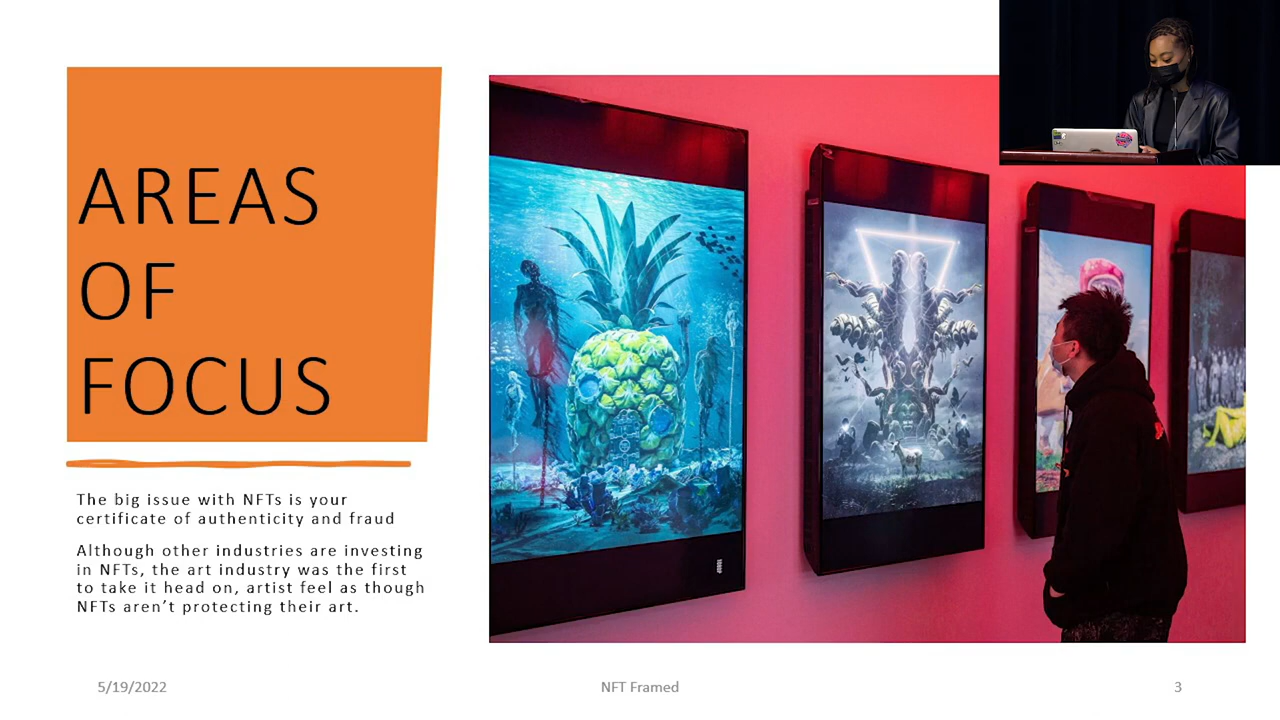 AREAS
OF
FOCUS
The big issue with NFTs is your
certificate of authenticity and fraud
Although other industries are investing
in NFTs, the art industry was the first
to take it head on, artist feel as though
NFTs aren’t protecting their art.
5/19/2022
NFT Framed
3